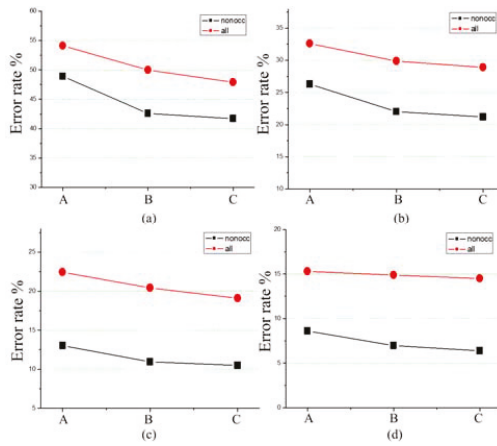 nonocc
all
60
55
50
45
40
35
30
Error rate %
A B C
(a)
nonocc
all
35
30
25
20
15
10
Error rate %
A B C
(b)
nonocc
all
25
20
15
10
5
Error rate %
A B C
(c)
nonocc
all
20
15
10
5
0
Error rate %
A B C
(d)